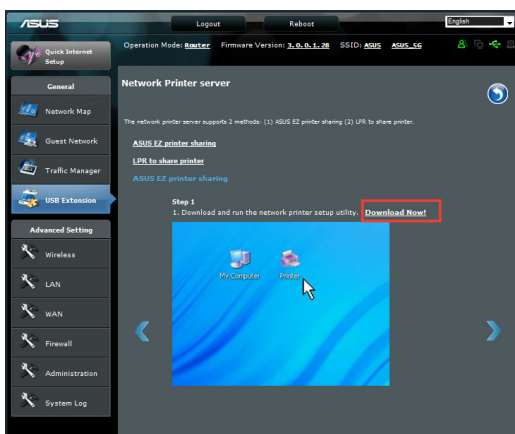 ASUS
Logout
Reboot
English
Quick Internet
Setup
Operation Mode: Router Firmware Version: 3.0.0.1.28 SSID: ASUS ASUS_5G
General
Network Map
Guest Network
Traffic Manager
USB Extension
Advanced Setting
Wireless
LAN
WAN
Firewall
Administration
System Log
Network Printer server
The network printer server supports 2 methods: (1) ASUS EZ printer sharing (2) LPR to share printer.
ASUS EZ printer sharing
LPR to share printer
ASUS EZ printer sharing
Step 1
1. Download and run the network printer setup utility. Download Now!
My Computer
Printer